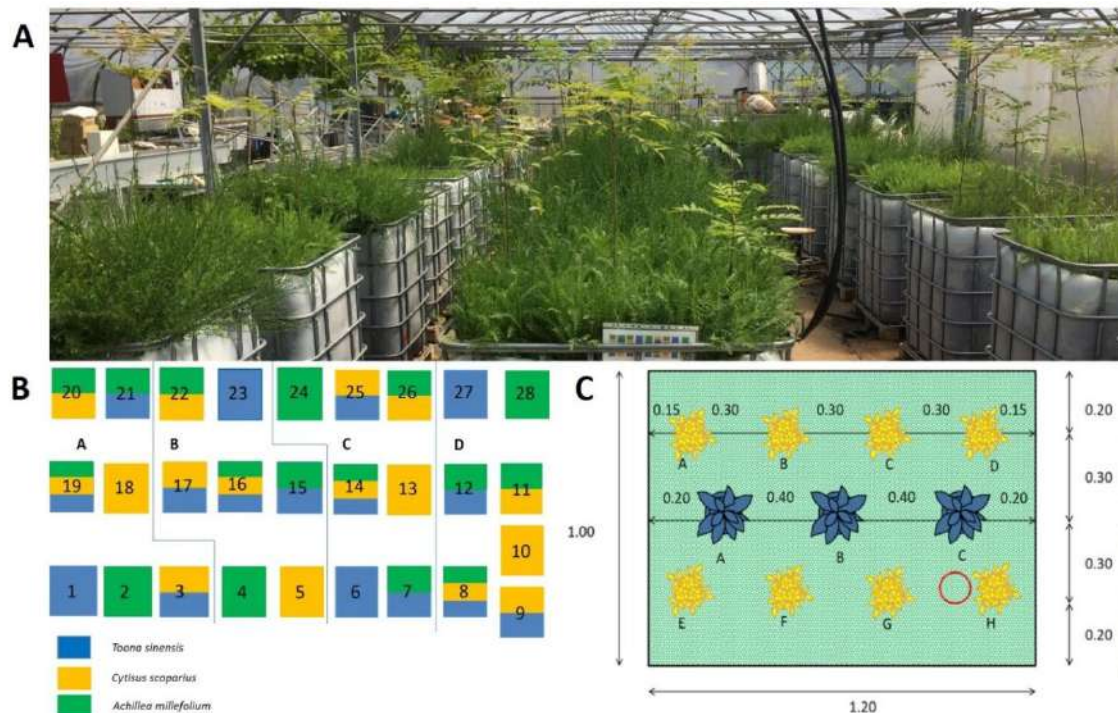 A
B
20 21 22 23 24 25 26 27 28
A B C D
19 18 17 16 15 14 13 12 11
10
1 2 3 4 5 6 7 8 9
Toona sinensis
Cytisus scoparius
Achillea millefolium
C
0.15 0.30 0.30 0.30 0.15 0.20
A B C D
0.30
0.20 0.40 0.40 0.20
1.00
A B C
0.30
E F G H
0.20
1.20